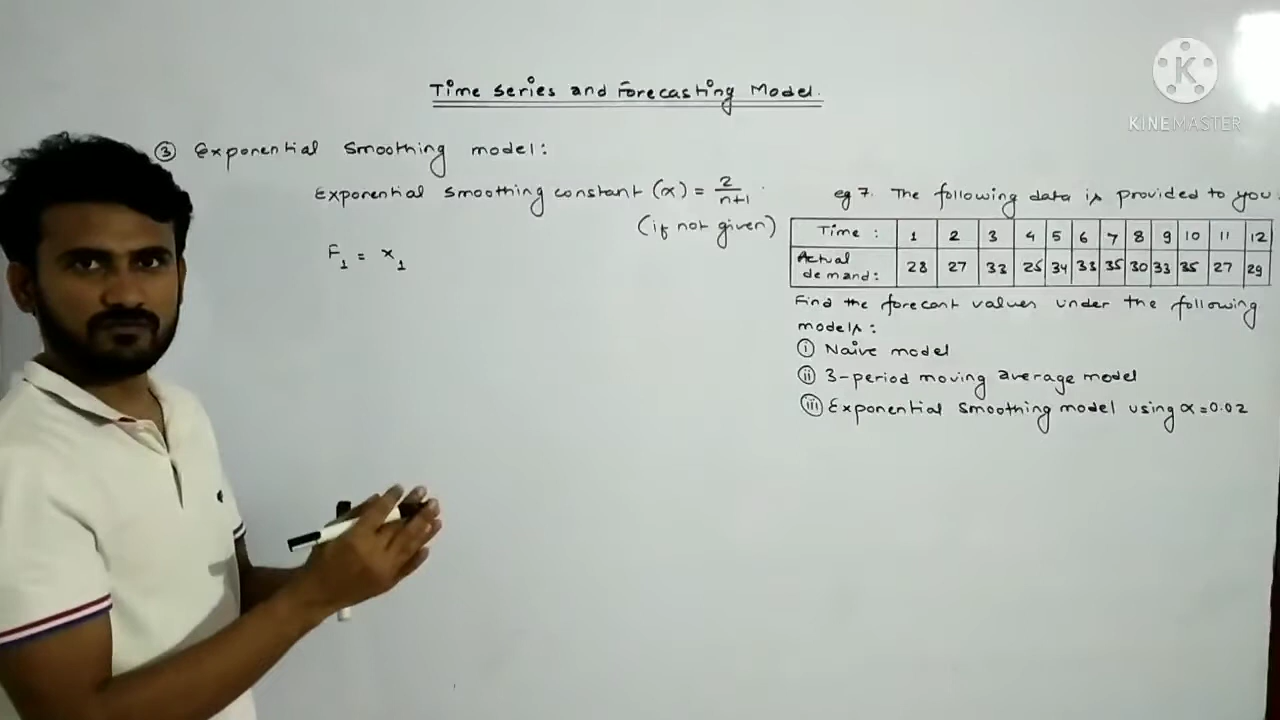 Time series and Forecasting Model.
③ Exponential smoothing model:
Exponential smoothing constant (α) = 2/n+1.
(if not given)
F₁ = x₁
eg 7. The following data is provided to you.
Time : 1 2 3 4 5 6 7 8 9 10 11 12
Actual demand: 28 27 33 25 34 33 35 30 33 35 27 29
Find the forecast values under the following
models:
(i) Naive model
(ii) 3-period moving average model
(iii) Exponential smoothing model using α = 0.02
K
KINEMASTER